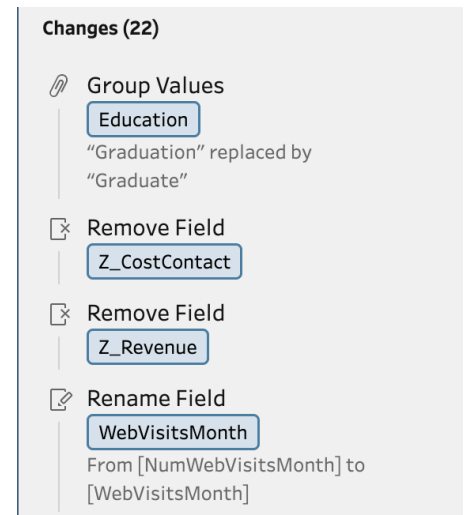 Changes (22)
Group Values
Education
“Graduation” replaced by
“Graduate”
Remove Field
Z_CostContact
Remove Field
Z_Revenue
Rename Field
WebVisitsMonth
From [NumWebVisitsMonth] to
[WebVisitsMonth]